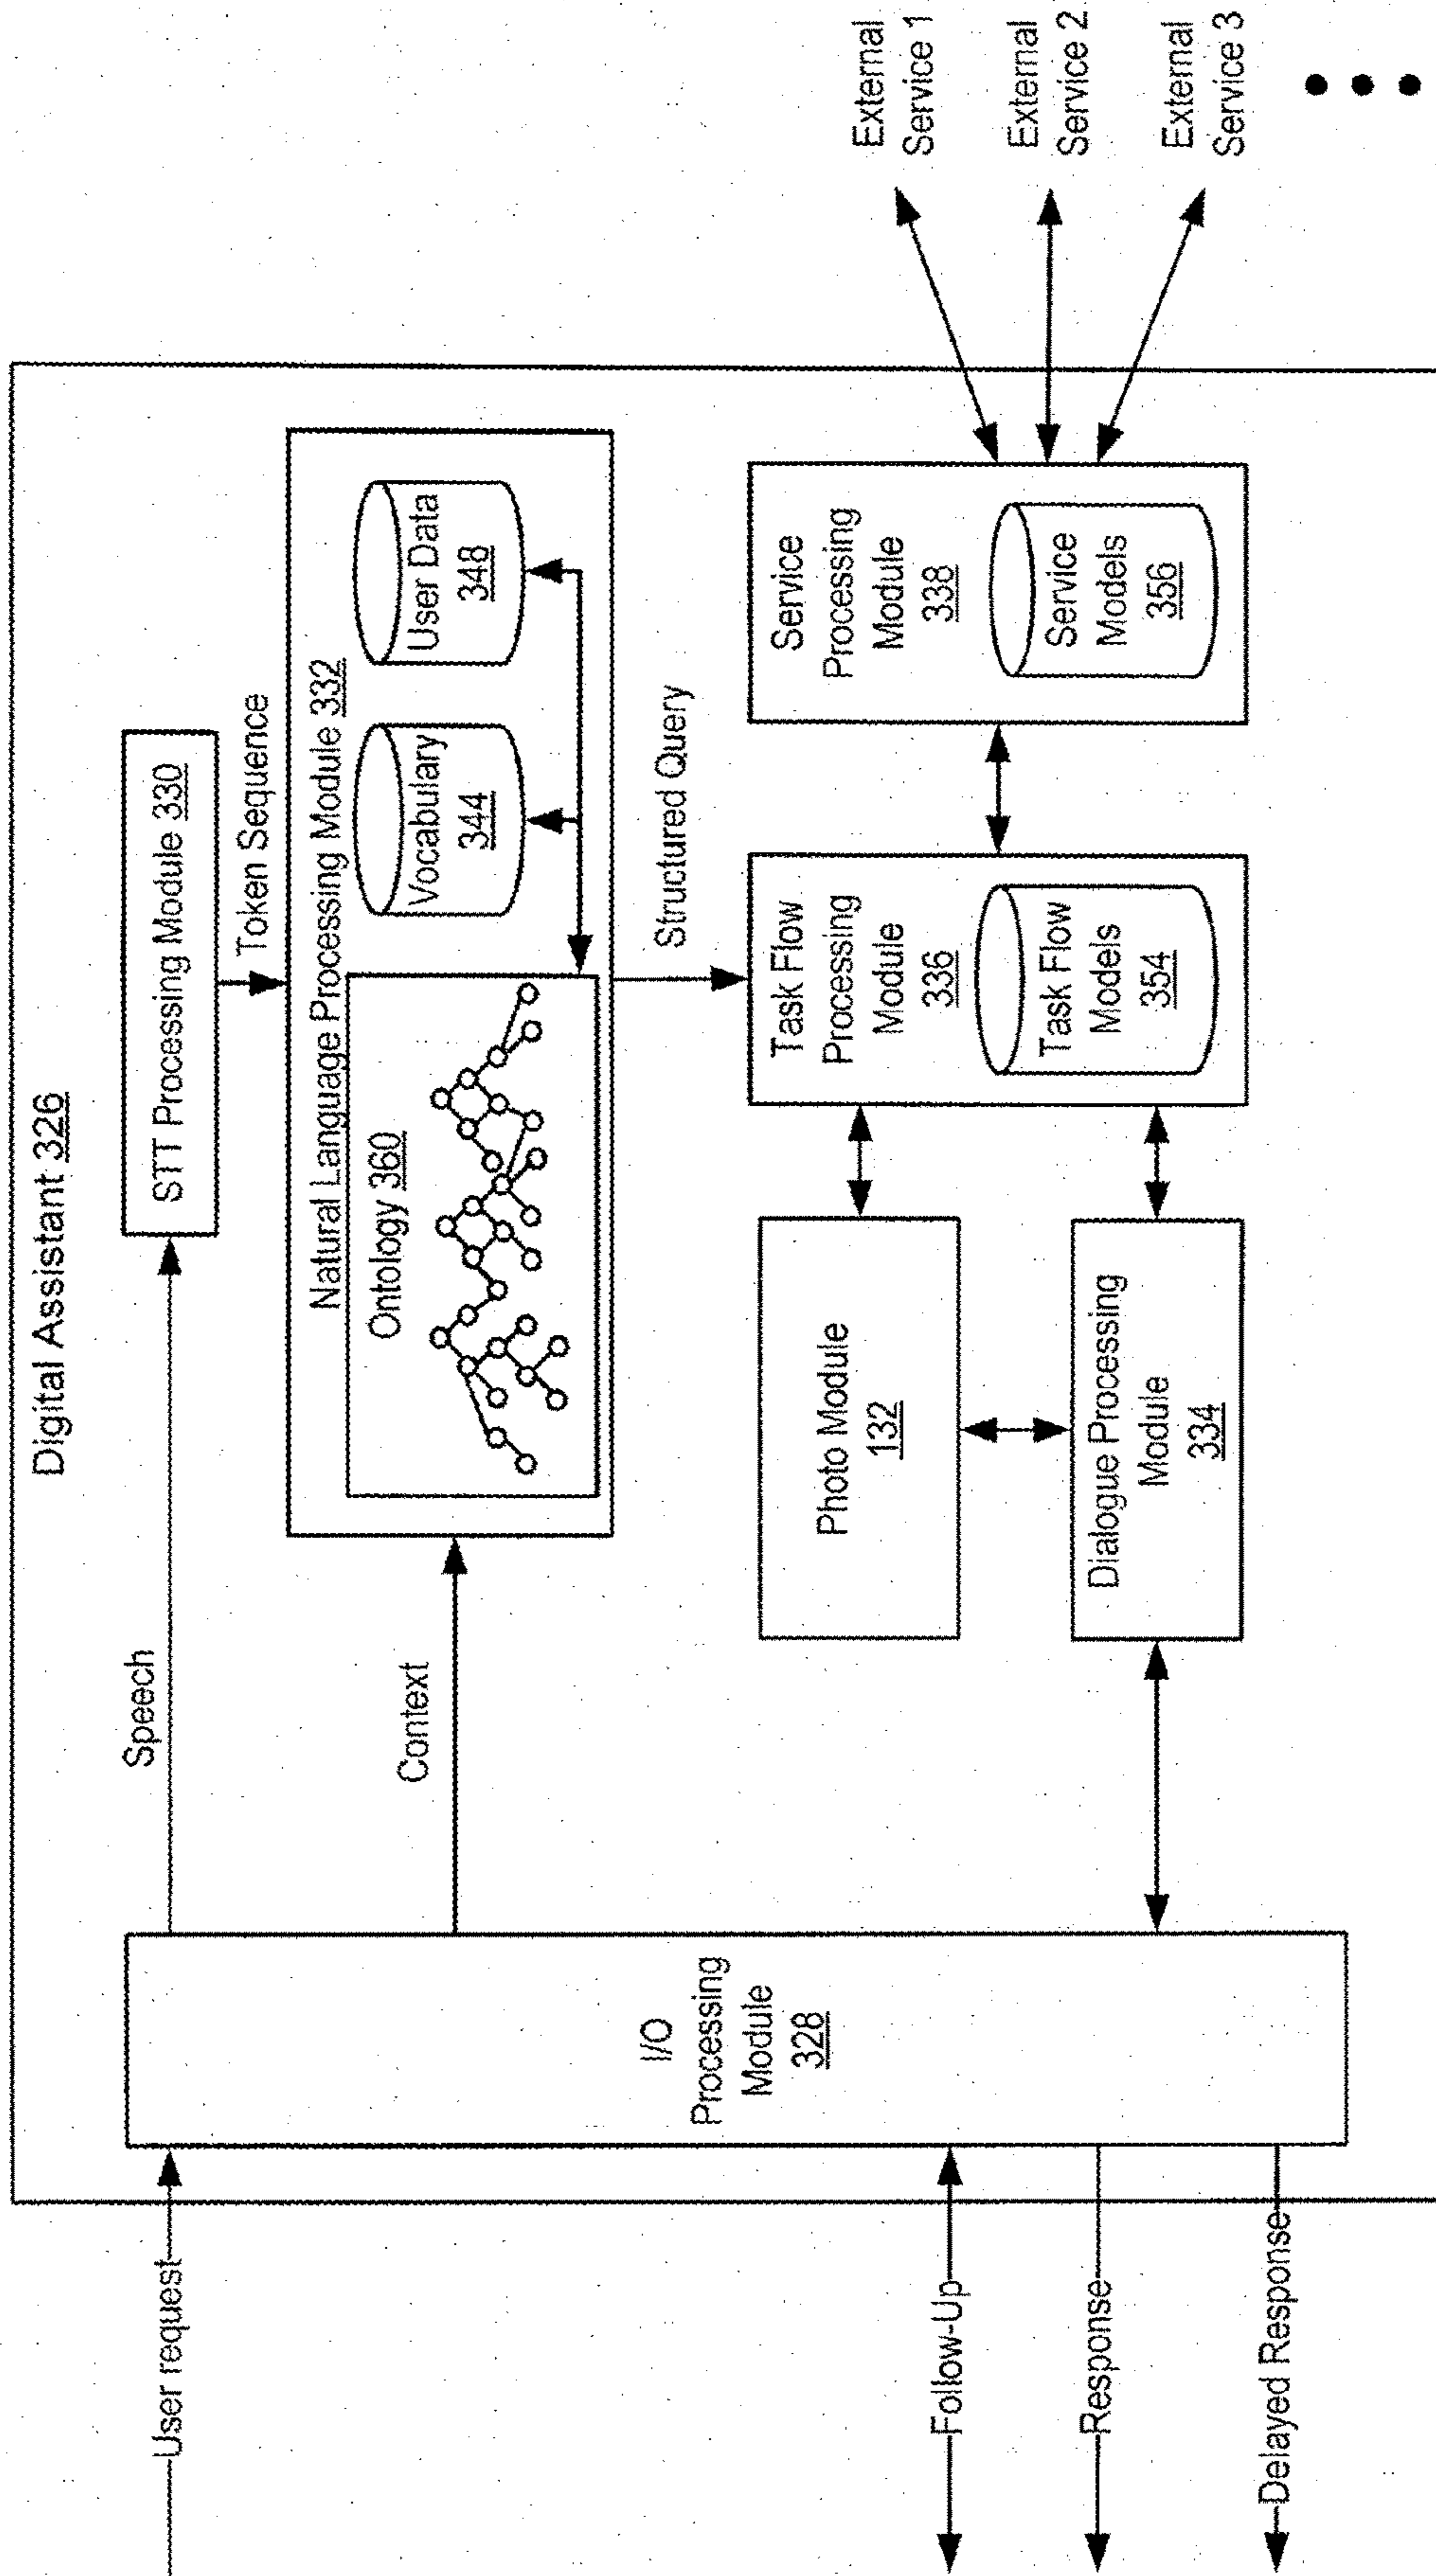 Digital Assistant 326
User request
Speech
STT Processing Module 330
Token Sequence
Context
Natural Language Processing Module 332
Ontology 360
Vocabulary
344
User Data
348
Structured Query
I/O
Processing
Module
328
Photo Module
132
Dialogue Processing
Module
334
Task Flow
Processing
Module
336
Task Flow
Models
354
Service
Processing
Module
338
Service
Models
356
External
Service 1
External
Service 2
External
Service 3
Follow-Up
Response
Delayed Response